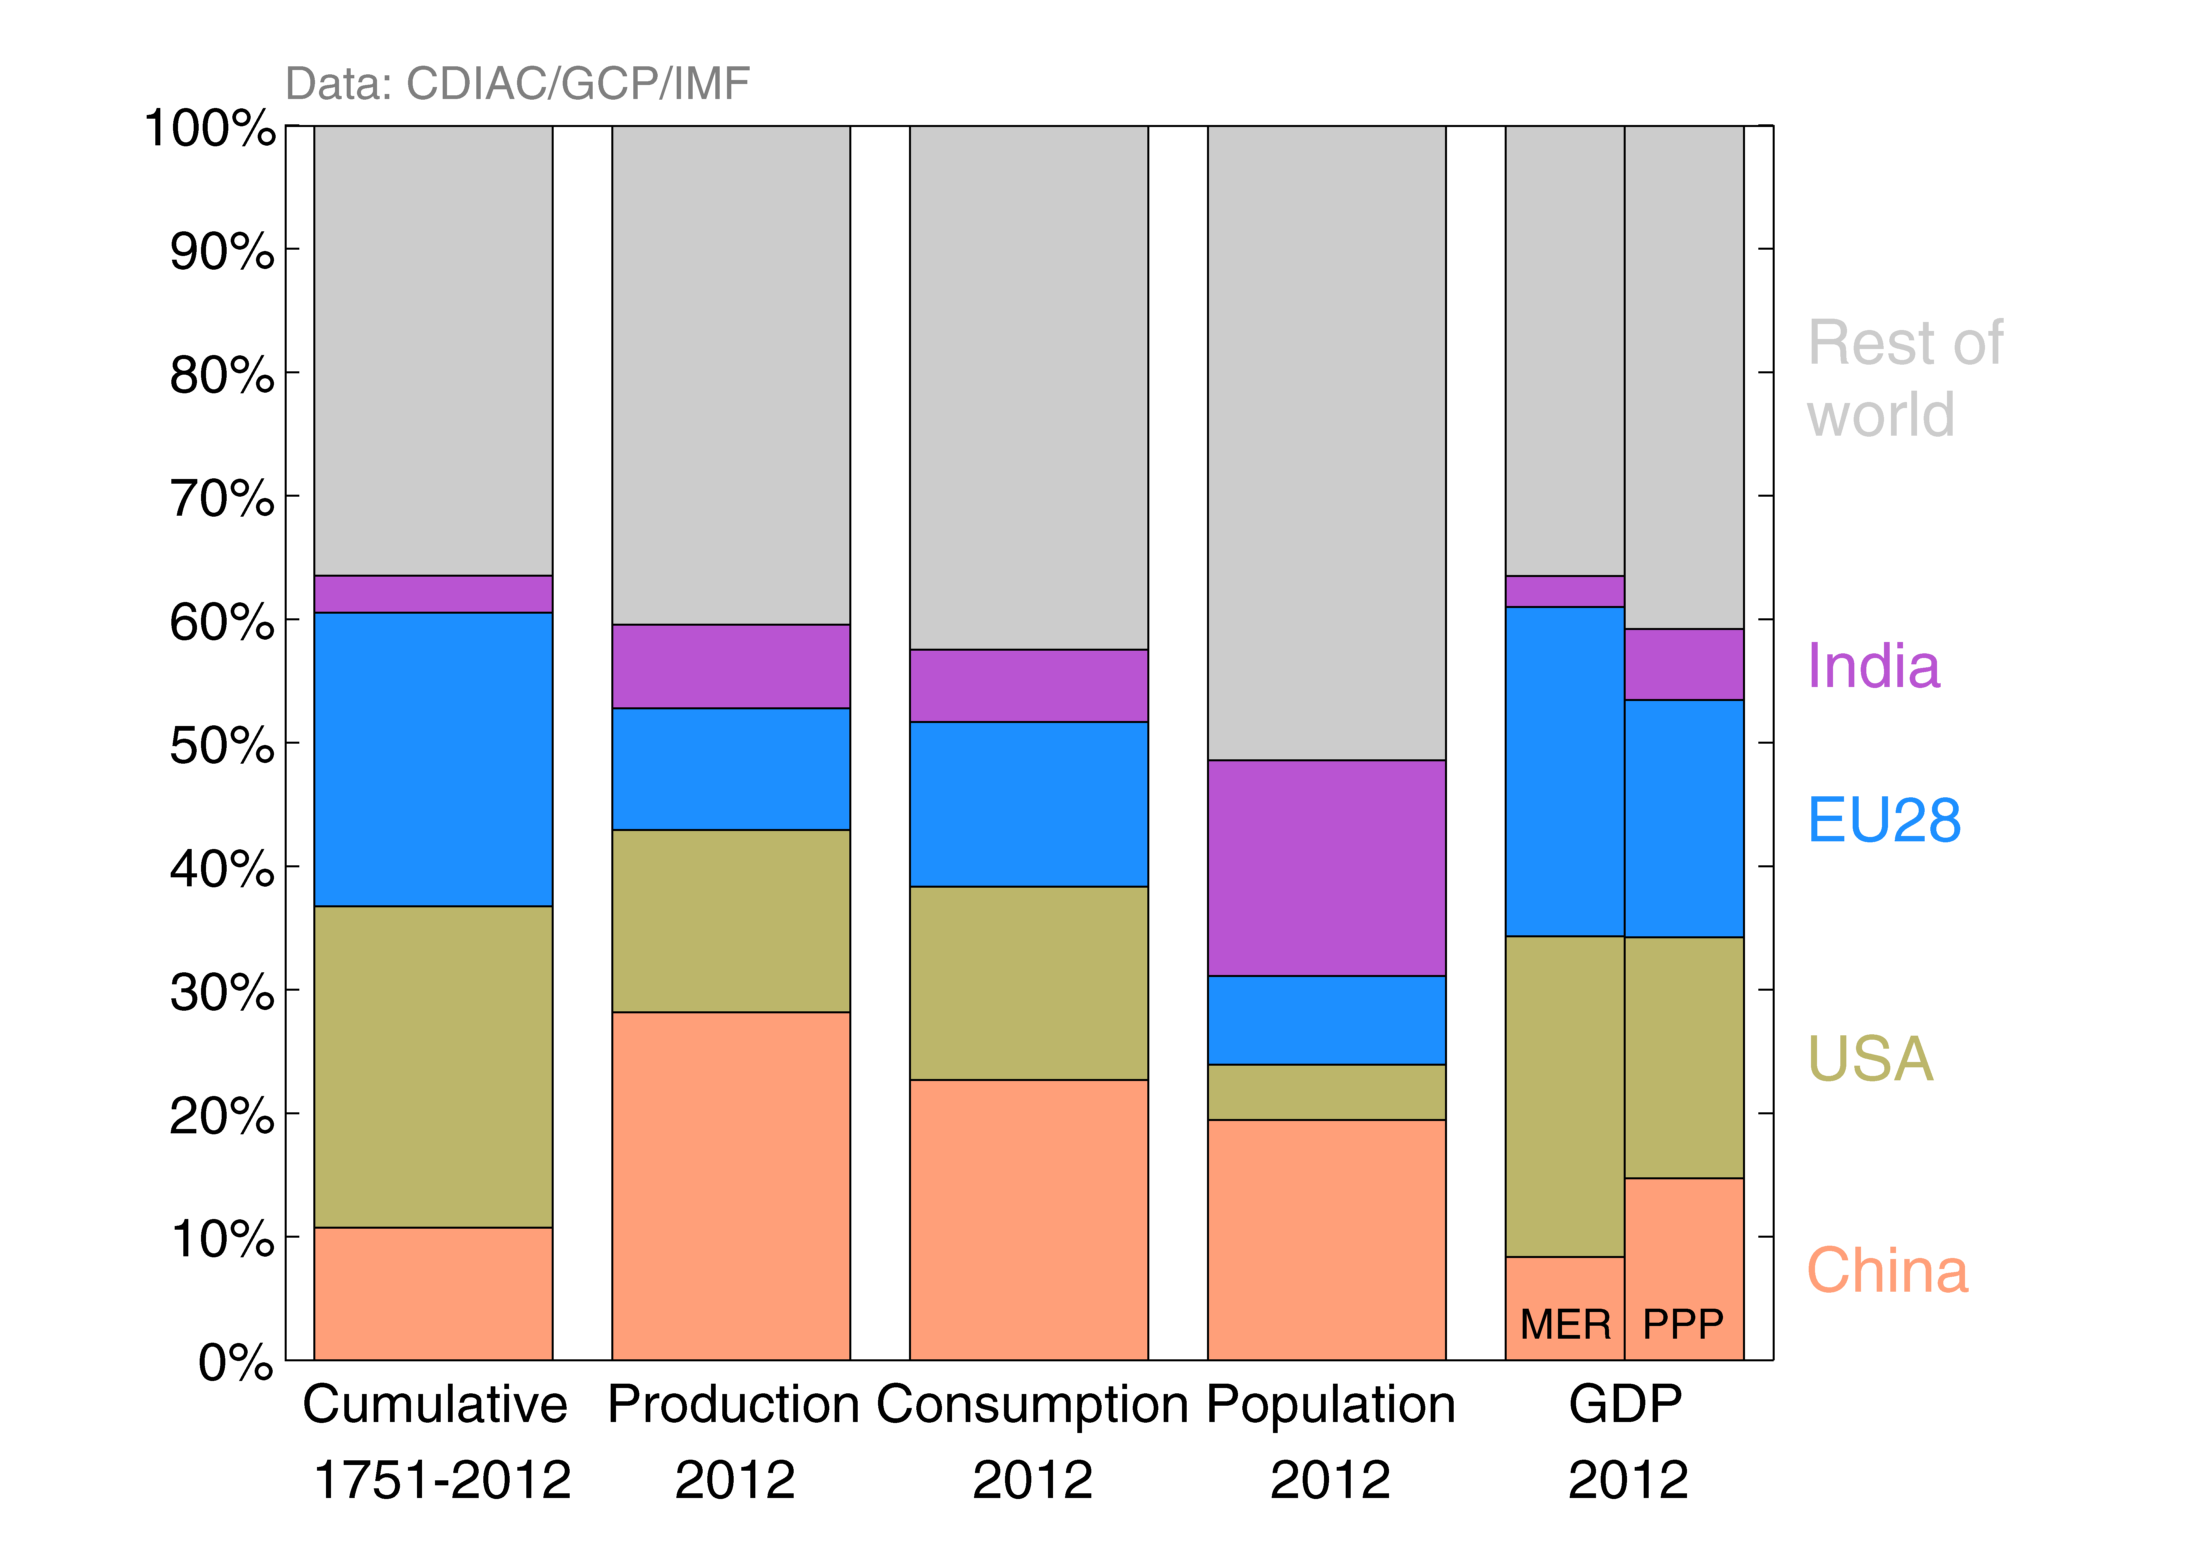 Data: CDIAC/GCP/IMF
100%
90%
80%
70%
60%
50%
40%
30%
20%
10%
0%
Rest of
world
India
EU28
USA
China
MER PPP
Cumulative Production Consumption Population GDP
1751-2012 2012 2012 2012 2012